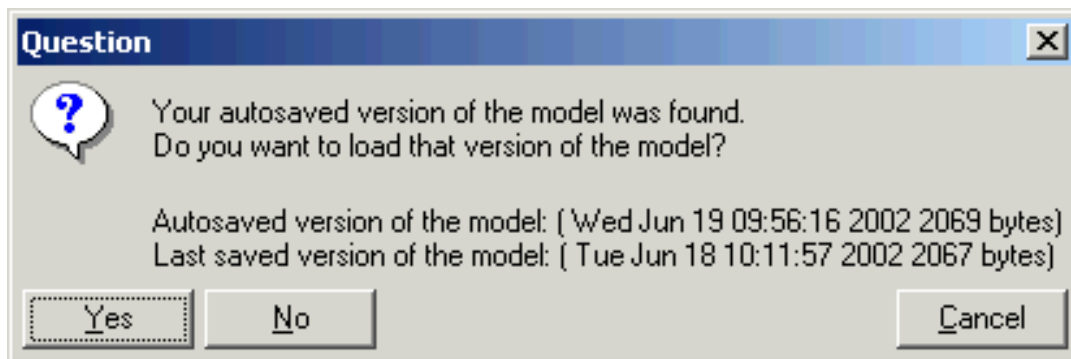 Question
Your autosaved version of the model was found.
Do you want to load that version of the model?
Autosaved version of the model: ( Wed Jun 19 09:56:16 2002 2069 bytes)
Last saved version of the model: ( Tue Jun 18 10:11:57 2002 2067 bytes)
Yes No Cancel